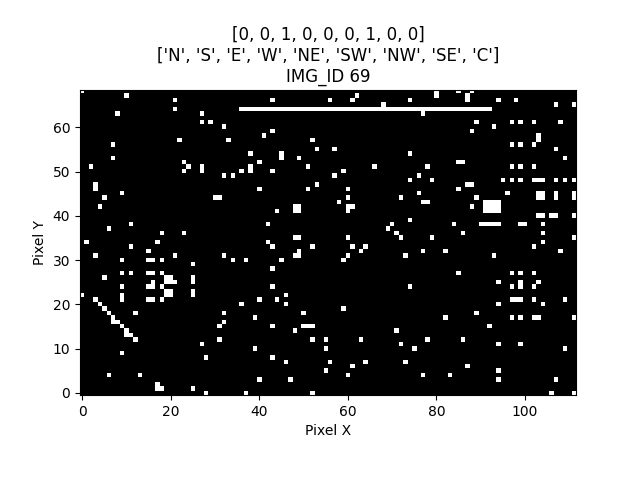 [0, 0, 1, 0, 0, 0, 1, 0, 0]
['N', 'S', 'E', 'W', 'NE', 'SW', 'NW', 'SE', 'C']
IMG_ID 69
60
50
40
30
20
10
0
Pixel Y
0 20 40 60 80 100
Pixel X